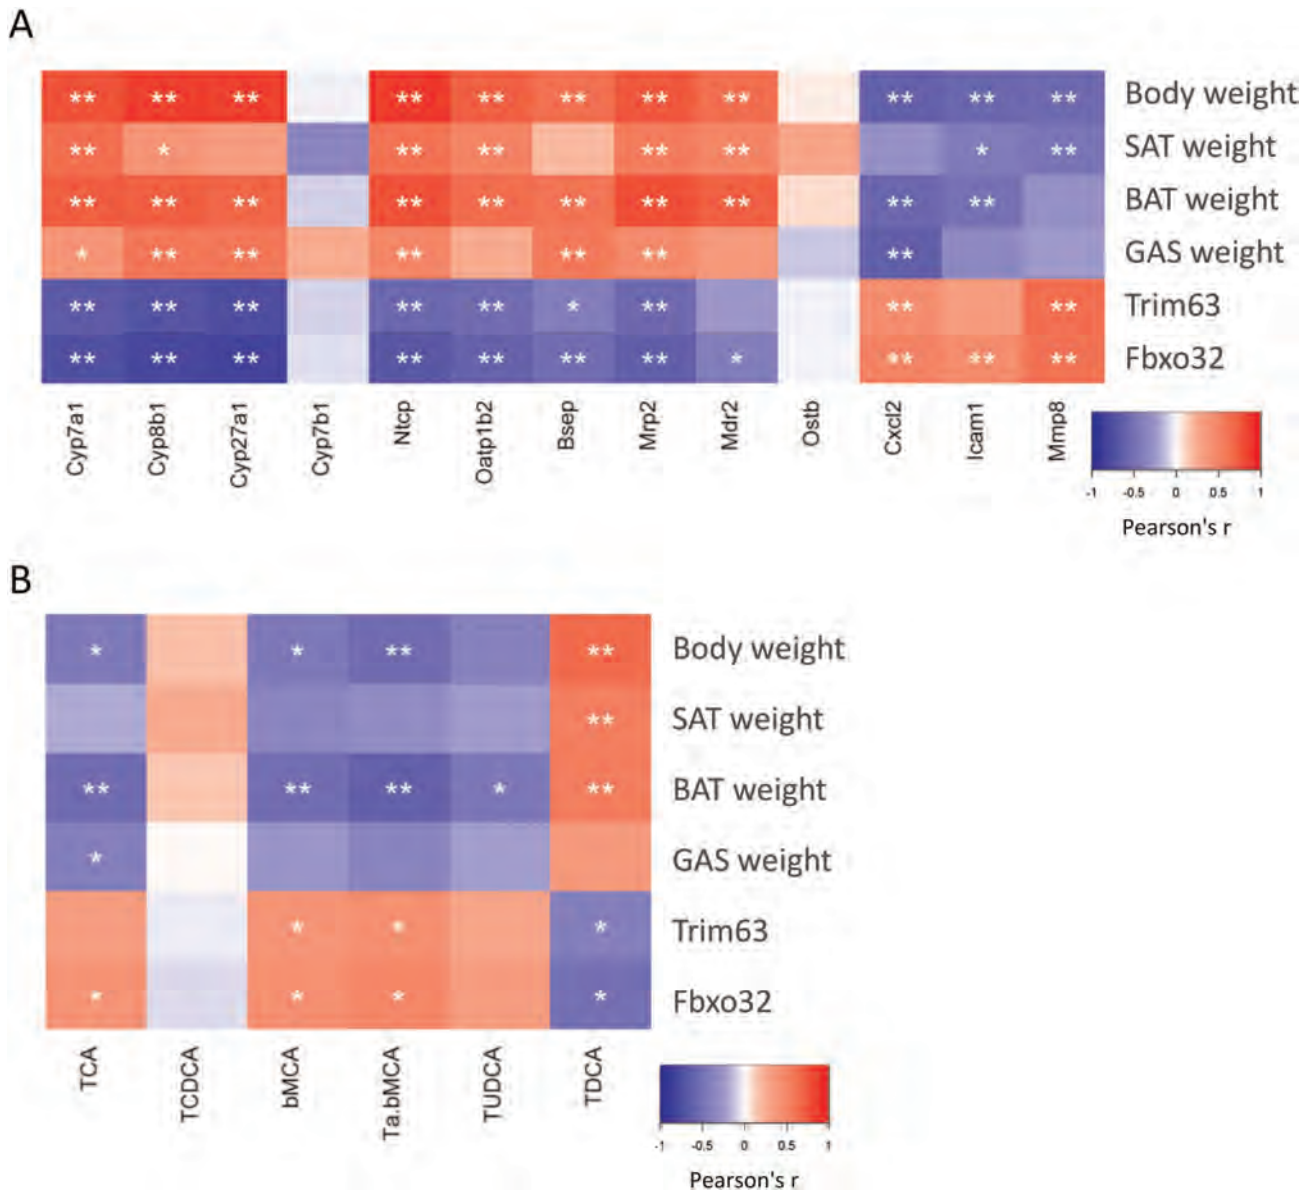 A
** ** ** ** ** ** ** ** ** ** ** Body weight
** * ** ** ** ** * ** SAT weight
** ** ** ** ** ** ** ** ** ** BAT weight
* ** ** ** ** ** ** GAS weight
** ** ** ** ** * ** ** ** Trim63
** ** ** ** ** ** ** * ** ** ** Fbxo32
Cyp7a1 Cyp8b1 Cyp27a1 Cyp7b1 Ntcp Oatp1b2 Bsep Mrp2 Mdr2 Ostb Cxcl2 Icam1 Mmp8
-1 -0.5 0 0.5 1
Pearson's r
B
* * ** ** Body weight
** SAT weight
** ** ** * ** BAT weight
* GAS weight
* * * Trim63
* * * * Fbxo32
TCA TCDCA bMCA Ta.bMCA TUDCA TDCA
-1 -0.5 0 0.5 1
Pearson's r